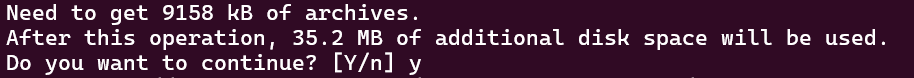 Need to get 9158 kB of archives.
After this operation, 35.2 MB of additional disk space will be used.
Do you want to continue? [Y/n] y